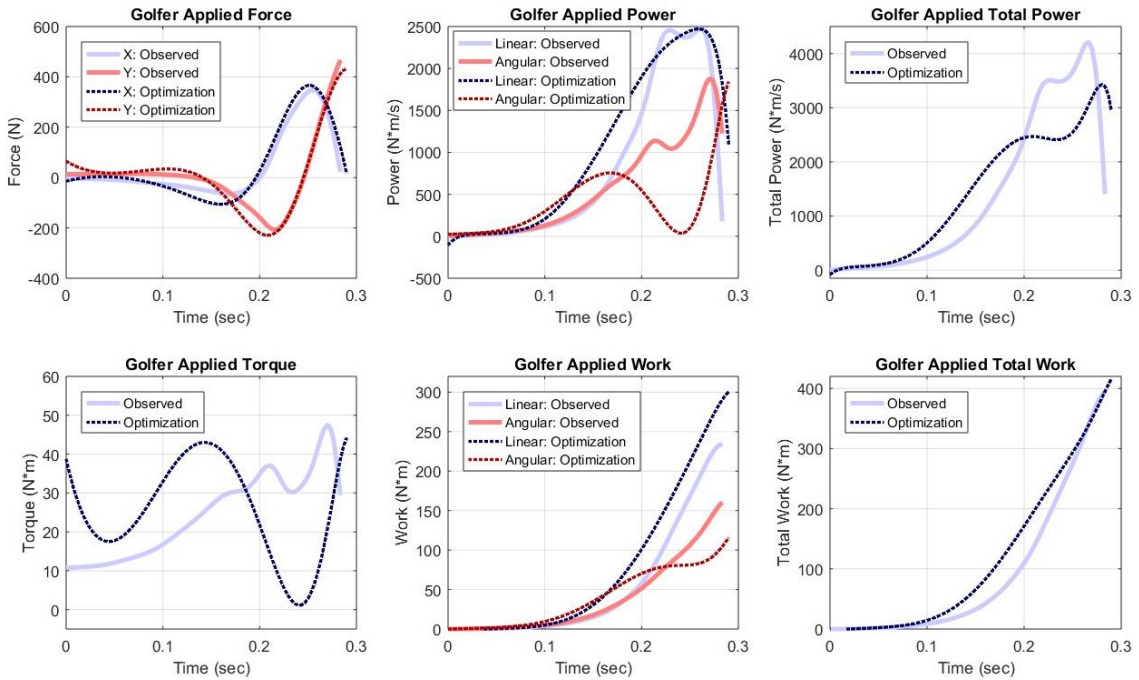 Golfer Applied Force
600
400
200
0
-200
-400
Force (N)
X: Observed
Y: Observed
X: Optimization
Y: Optimization
0 0.1 0.2 0.3
Time (sec)
Golfer Applied Power
2500
2000
1500
1000
500
0
-500
Power (N*m/s)
Linear: Observed
Angular: Observed
Linear: Optimization
Angular: Optimization
0 0.1 0.2 0.3
Time (sec)
Golfer Applied Total Power
4000
3000
2000
1000
0
Total Power (N*m/s)
Observed
Optimization
0 0.1 0.2 0.3
Time (sec)
Golfer Applied Torque
60
50
40
30
20
10
0
Torque (N*m)
Observed
Optimization
0 0.1 0.2 0.3
Time (sec)
Golfer Applied Work
300
250
200
150
100
50
0
Work (N*m)
Linear: Observed
Angular: Observed
Linear: Optimization
Angular: Optimization
0 0.1 0.2 0.3
Time (sec)
Golfer Applied Total Work
400
300
200
100
0
Total Work (N*m)
Observed
Optimization
0 0.1 0.2 0.3
Time (sec)